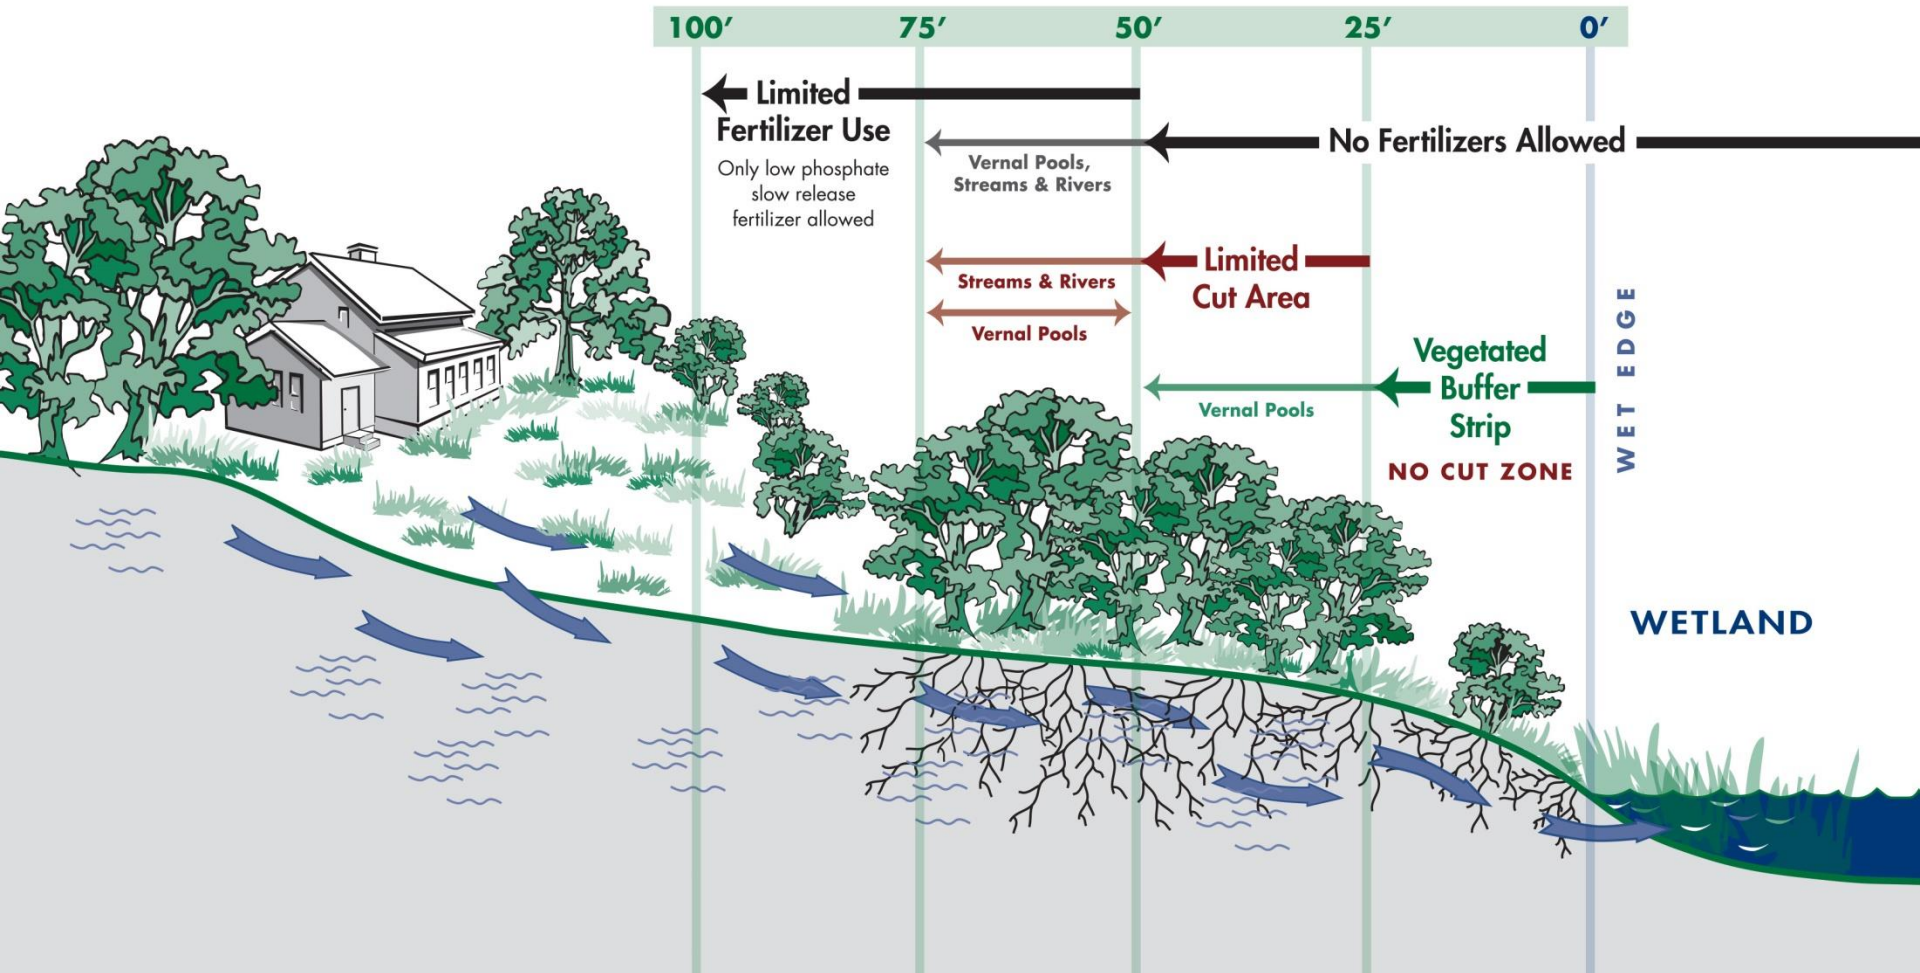 100′ 75′ 50′ 25′ 0′
Limited
Fertilizer Use
Only low phosphate
slow release
fertilizer allowed
No Fertilizers Allowed
Vernal Pools,
Streams & Rivers
Limited
Cut Area
Streams & Rivers
Vernal Pools
Vegetated
Buffer
Strip
Vernal Pools
NO CUT ZONE
WET EDGE
WETLAND